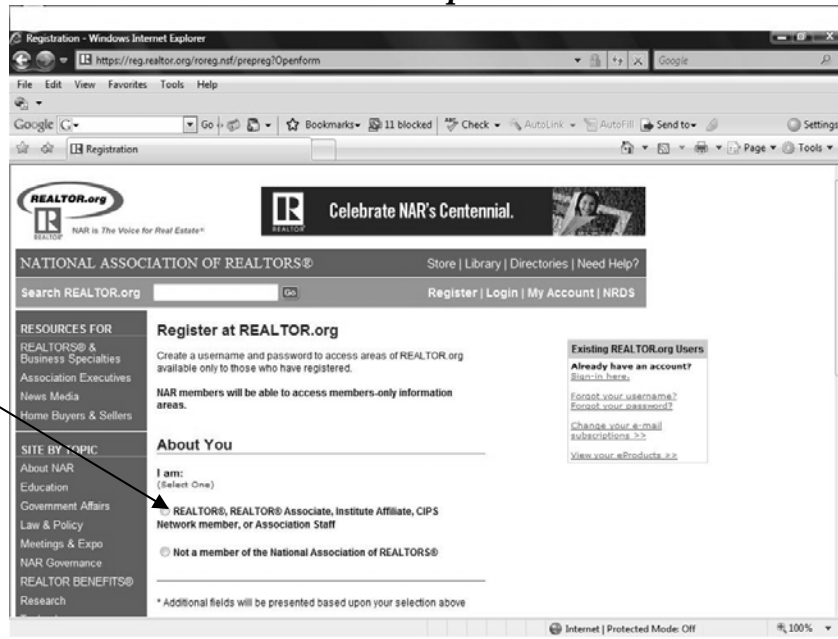 Registration - Windows Internet Explorer
https://reg.realtor.org/roreg.nsf/prepreg?Openform
Google
File Edit View Favorites Tools Help
Google G Go Bookmarks 11 blocked Check AutoLink AutoFill Send to Settings
Registration Page Tools
REALTOR.org
REALTOR
NAR is The Voice for Real Estate®
REALTOR
Celebrate NAR's Centennial.
NATIONAL ASSOCIATION OF REALTORS®
Store | Library | Directories | Need Help?
Search REALTOR.org Go
Register | Login | My Account | NRDS
RESOURCES FOR
REALTORS® &
Business Specialties
Association Executives
News Media
Home Buyers & Sellers
SITE BY TOPIC
About NAR
Education
Government Affairs
Law & Policy
Meetings & Expo
NAR Governance
REALTOR BENEFITS®
Research
Register at REALTOR.org
Create a username and password to access areas of REALTOR.org
available only to those who have registered.
NAR members will be able to access members-only information
areas.
About You
I am:
(Select One)
REALTOR®, REALTOR® Associate, Institute Affiliate, CIPS
Network member, or Association Staff
Not a member of the National Association of REALTORS®
* Additional fields will be presented based upon your selection above
Existing REALTOR.org Users
Already have an account?
Sign-in here.
Forgot your username?
Forgot your password?
Change your e-mail
subscriptions >>
View your eProducts >>
Internet | Protected Mode: Off 100%